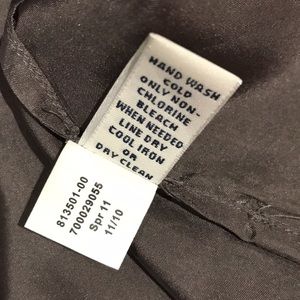 HAND WASH
COLD
ONLY NON-
CHLORINE
BLEACH
WHEN NEEDED
LINE DRY
COOL IRON
OR
DRY CLEAN
813501-00
700029055
Spr 11
11/10